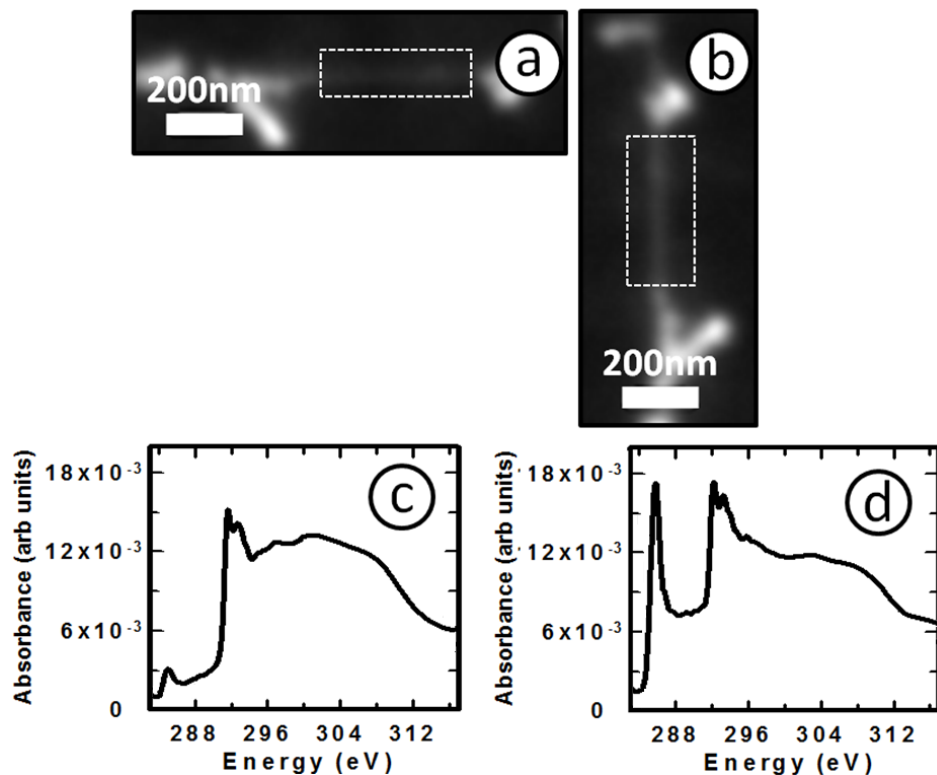 a
200nm
b
200nm
18x10⁻³
12x10⁻³
6x10⁻³
0
Absorbance (arb units)
c
288 296 304 312
Energy (eV)
18x10⁻³
12x10⁻³
6x10⁻³
0
Absorbance (arb units)
d
288 296 304 312
Energy (eV)